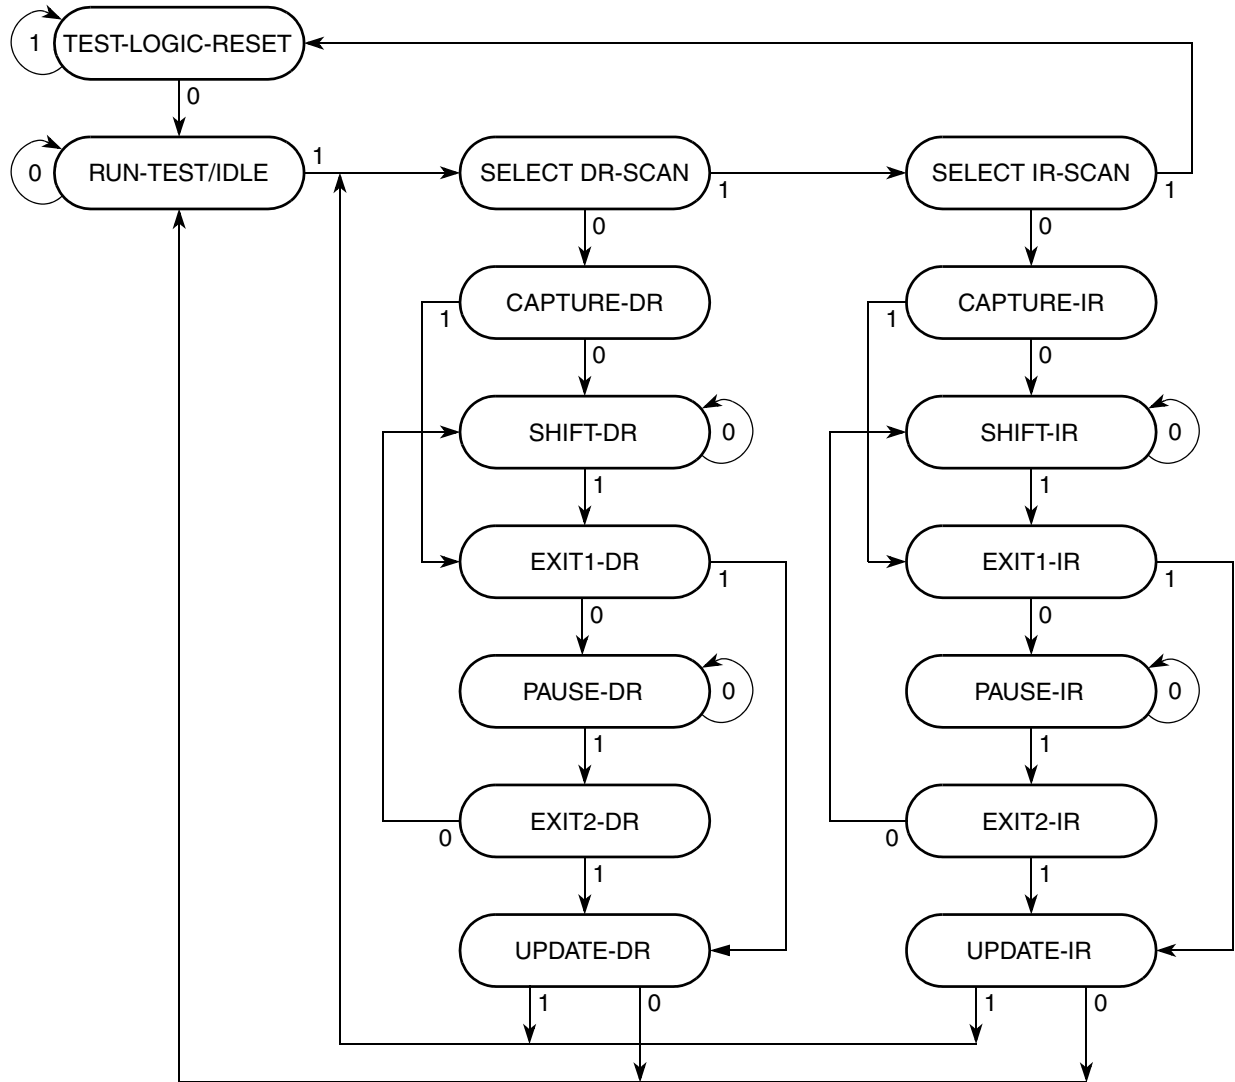 1
TEST-LOGIC-RESET
0
0
RUN-TEST/IDLE
1
SELECT DR-SCAN
1
SELECT IR-SCAN
1
0
0
CAPTURE-DR
1
CAPTURE-IR
1
0
0
SHIFT-DR
0
SHIFT-IR
0
1
1
EXIT1-DR
1
EXIT1-IR
1
0
0
PAUSE-DR
0
PAUSE-IR
0
1
1
EXIT2-DR
0
EXIT2-IR
0
1
1
UPDATE-DR
UPDATE-IR
1
0
1
0